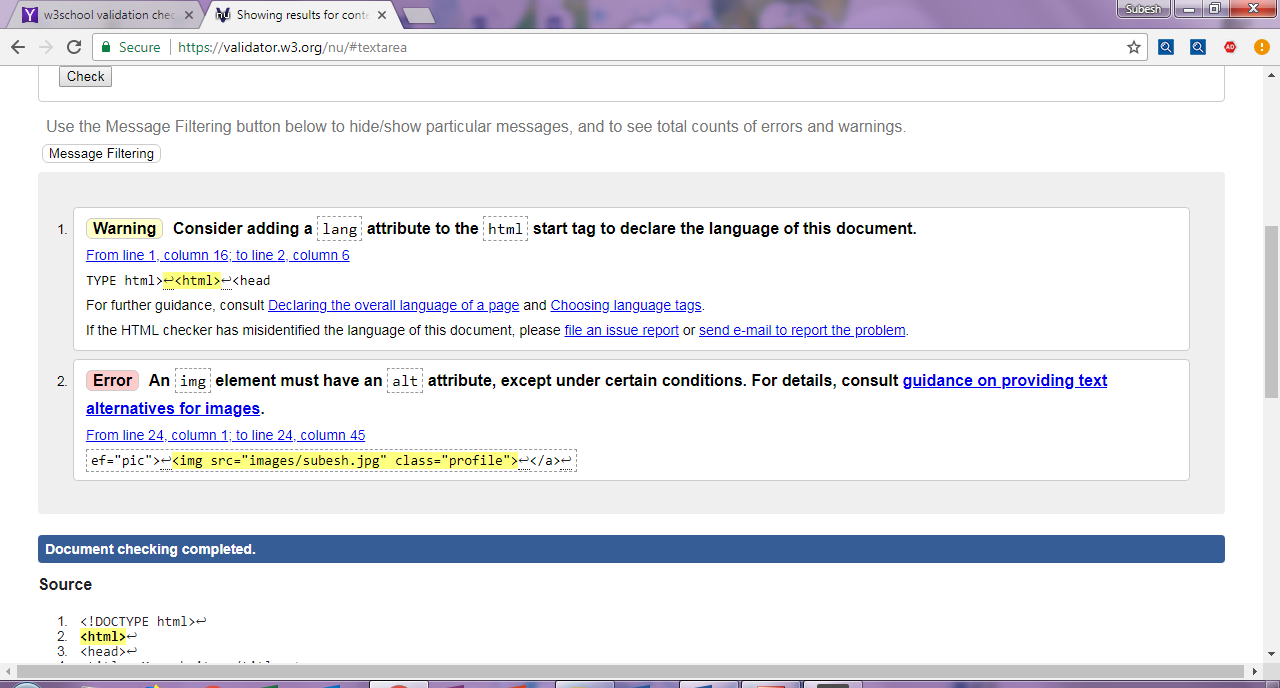 w3school validation chec
Showing results for conte
Subesh
Secure https://validator.w3.org/nu/#textarea
Check
Use the Message Filtering button below to hide/show particular messages, and to see total counts of errors and warnings.
Message Filtering
1. Warning Consider adding a lang attribute to the html start tag to declare the language of this document.
From line 1, column 16; to line 2, column 6
TYPE html>↩<html>↩<head
For further guidance, consult Declaring the overall language of a page and Choosing language tags.
If the HTML checker has misidentified the language of this document, please file an issue report or send e-mail to report the problem.
2. Error An img element must have an alt attribute, except under certain conditions. For details, consult guidance on providing text
alternatives for images.
From line 24, column 1; to line 24, column 45
ef="pic">↩<img src="images/subesh.jpg" class="profile">↩</a>↩
Document checking completed.
Source
1. <!DOCTYPE html>↩
2. <html>↩
3. <head>↩